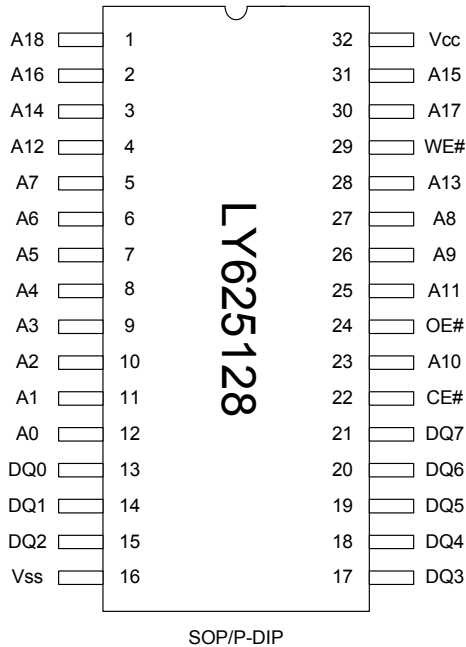 A18 1 32 Vcc
A16 2 31 A15
A14 3 30 A17
A12 4 29 WE#
A7 5 28 A13
A6 6 27 A8
A5 7 26 A9
A4 8 25 A11
A3 9 24 OE#
A2 10 23 A10
A1 11 22 CE#
A0 12 21 DQ7
DQ0 13 20 DQ6
DQ1 14 19 DQ5
DQ2 15 18 DQ4
Vss 16 17 DQ3
LY625128
SOP/P-DIP